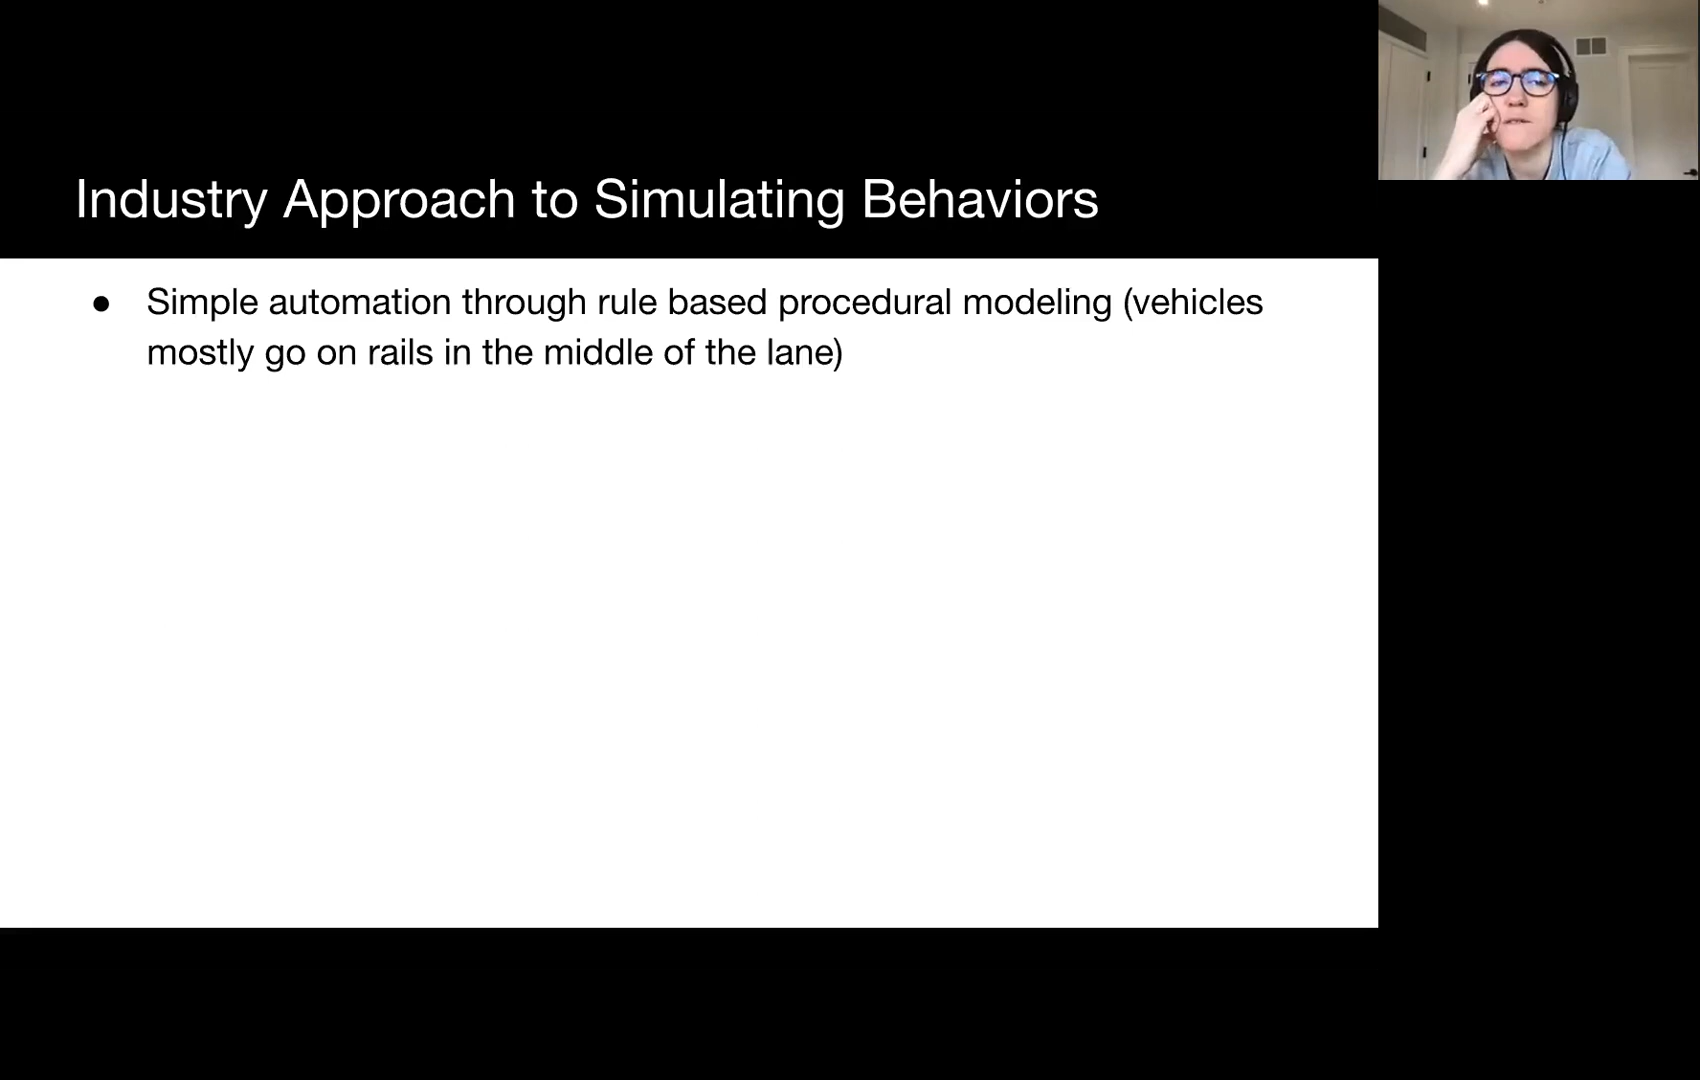 Industry Approach to Simulating Behaviors
● Simple automation through rule based procedural modeling (vehicles
mostly go on rails in the middle of the lane)